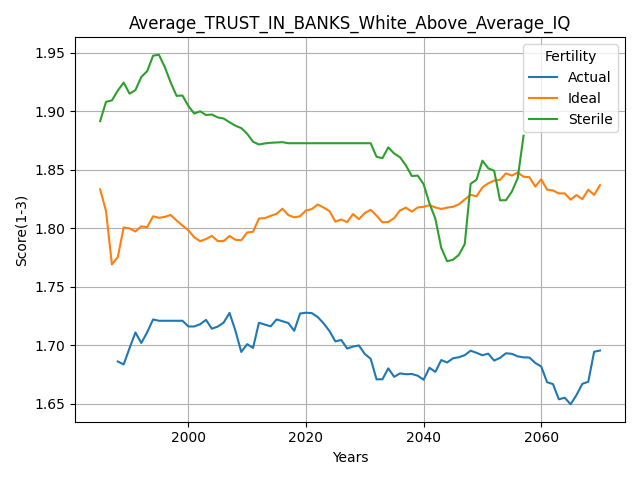 Average_TRUST_IN_BANKS_White_Above_Average_IQ
Score(1-3)
1.95
1.90
1.85
1.80
1.75
1.70
1.65
Fertility
Actual
Ideal
Sterile
2000
2020
2040
2060
Years